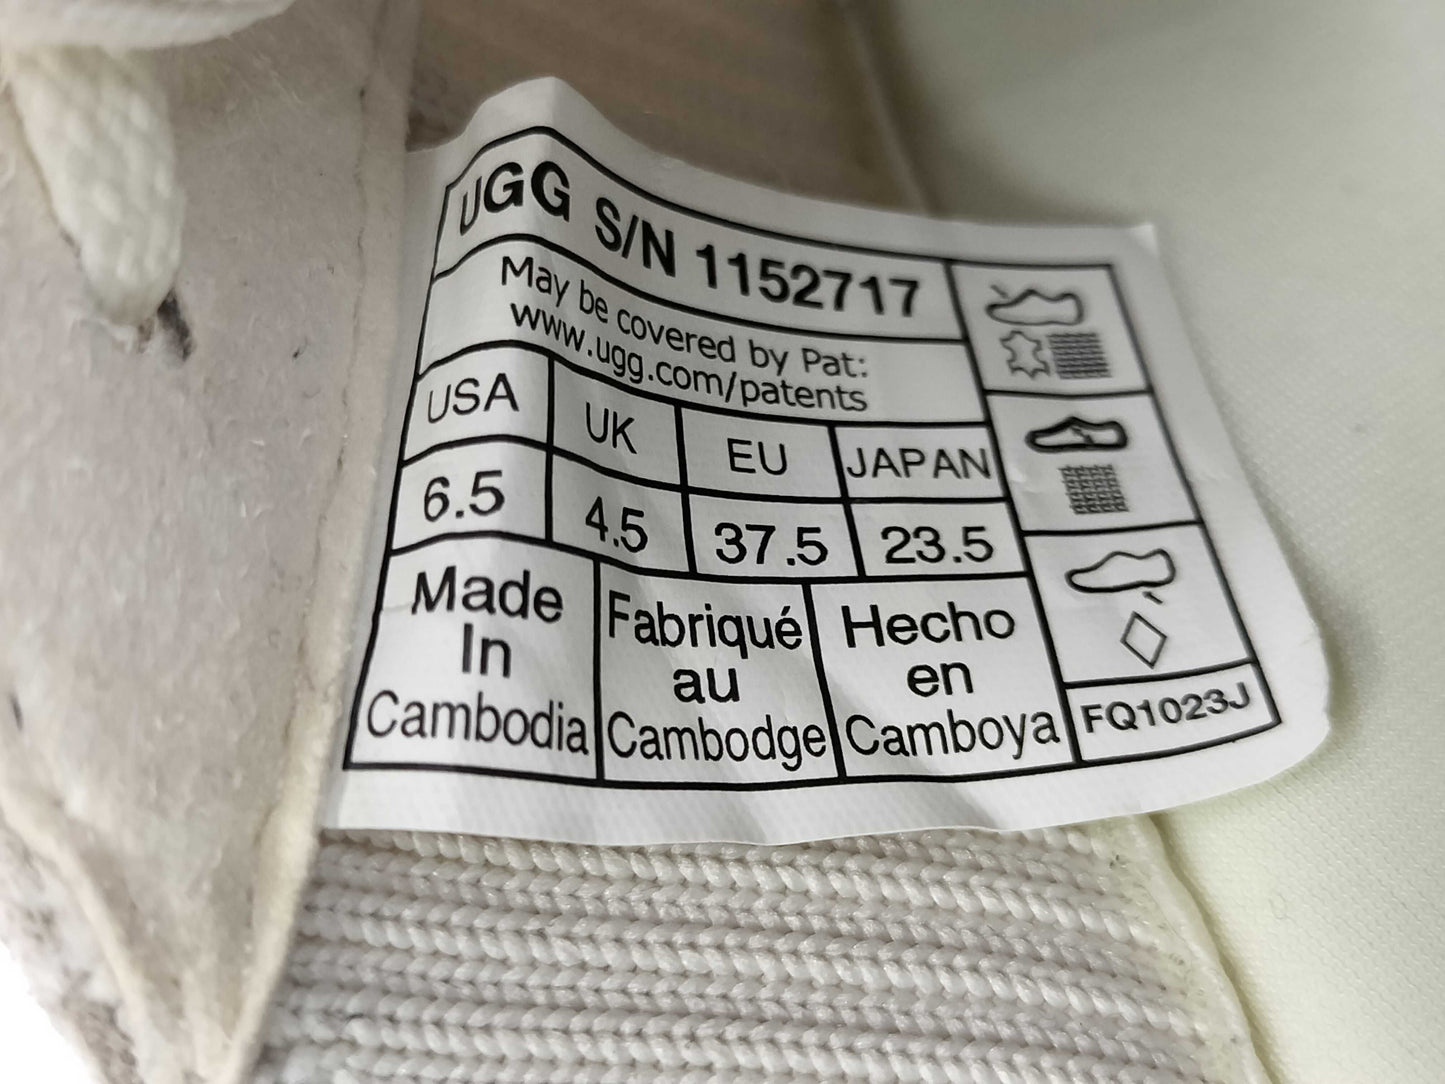 UGG S/N 1152717
May be covered by Pat:
www.ugg.com/patents
USA UK EU JAPAN
6.5 4.5 37.5 23.5
Made
In
Cambodia
Fabriqué
au
Cambodge
Hecho
en
Camboya
FQ1023J